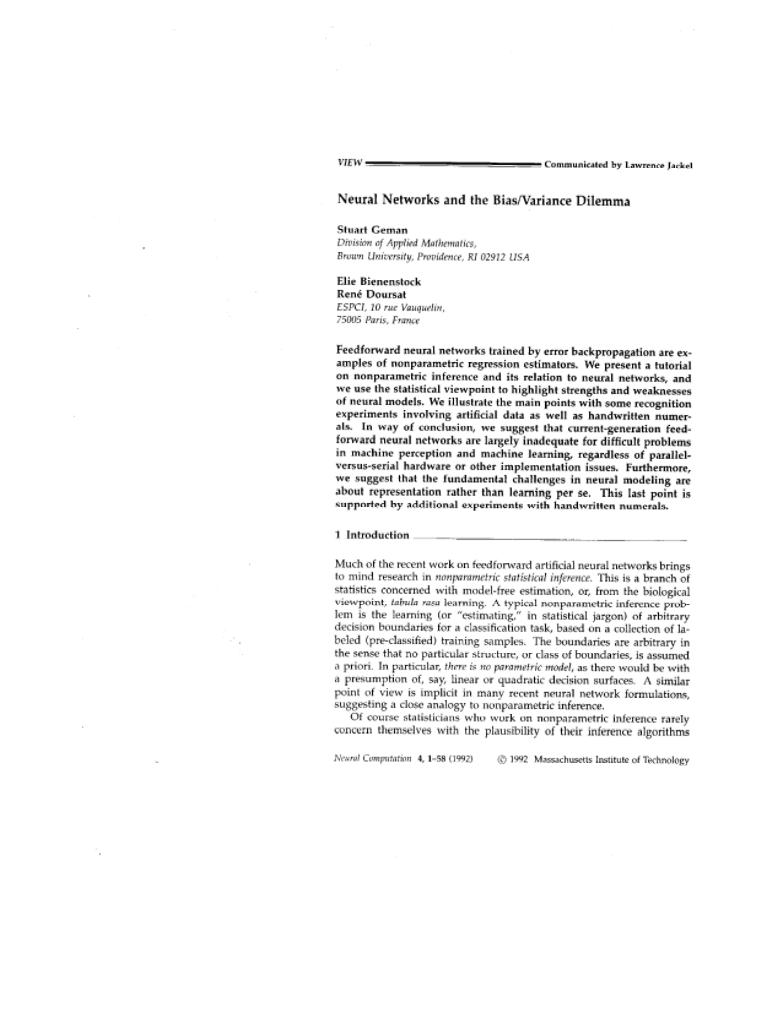 VIEW Communicated by Lawrence Jackel
Neural Networks and the Bias/Variance Dilemma
Stuart Geman
Division of Applied Mathematics,
Brown University, Providence, RI 02912 USA
Elie Bienenstock
René Doursat
ESPCI, 10 rue Vauquelin,
75005 Paris, France
Feedforward neural networks trained by error backpropagation are ex-
amples of nonparametric regression estimators. We present a tutorial
on nonparametric inference and its relation to neural networks, and
we use the statistical viewpoint to highlight strengths and weaknesses
of neural models. We illustrate the main points with some recognition
experiments involving artificial data as well as handwritten numer-
als. In way of conclusion, we suggest that current-generation feed-
forward neural networks are largely inadequate for difficult problems
in machine perception and machine learning, regardless of parallel-
versus-serial hardware or other implementation issues. Furthermore,
we suggest that the fundamental challenges in neural modeling are
about representation rather than learning per se. This last point is
supported by additional experiments with handwritten numerals.
1 Introduction
Much of the recent work on feedforward artificial neural networks brings
to mind research in nonparametric statistical inference. This is a branch of
statistics concerned with model-free estimation, or, from the biological
viewpoint, tabula rasa learning. A typical nonparametric inference prob-
lem is the learning (or "estimating," in statistical jargon) of arbitrary
decision boundaries for a classification task, based on a collection of la-
beled (pre-classified) training samples. The boundaries are arbitrary in
the sense that no particular structure, or class of boundaries, is assumed
a priori. In particular, there is no parametric model, as there would be with
a presumption of, say, linear or quadratic decision surfaces. A similar
point of view is implicit in many recent neural network formulations,
suggesting a close analogy to nonparametric inference.
Of course statisticians who work on nonparametric inference rarely
concern themselves with the plausibility of their inference algorithms
Neural Computation 4, 1–58 (1992) © 1992 Massachusetts Institute of Technology